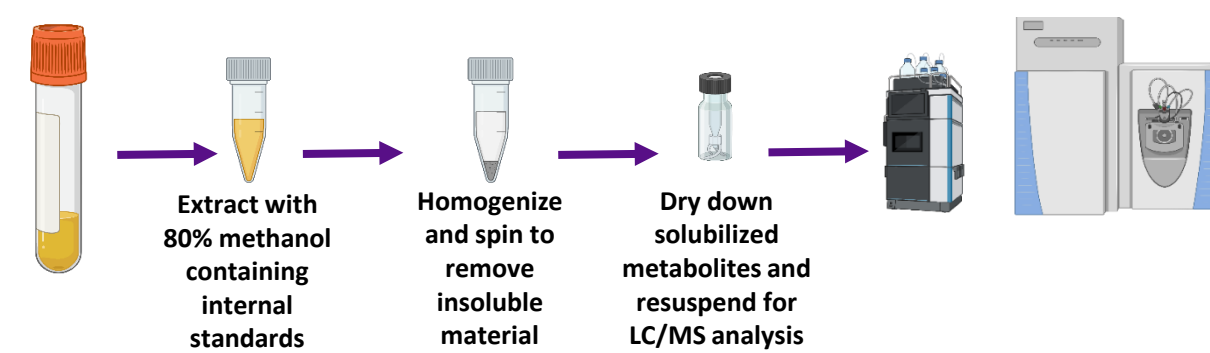 Extract with
80% methanol
containing
internal
standards
Homogenize
and spin to
remove
insoluble
material
Dry down
solubilized
metabolites and
resuspend for
LC/MS analysis